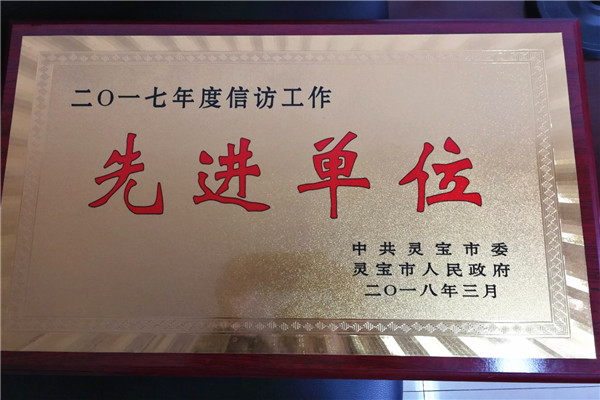 二〇一七年度信访工作
先进单位
中共灵宝市委
灵宝市人民政府
二〇一八年三月